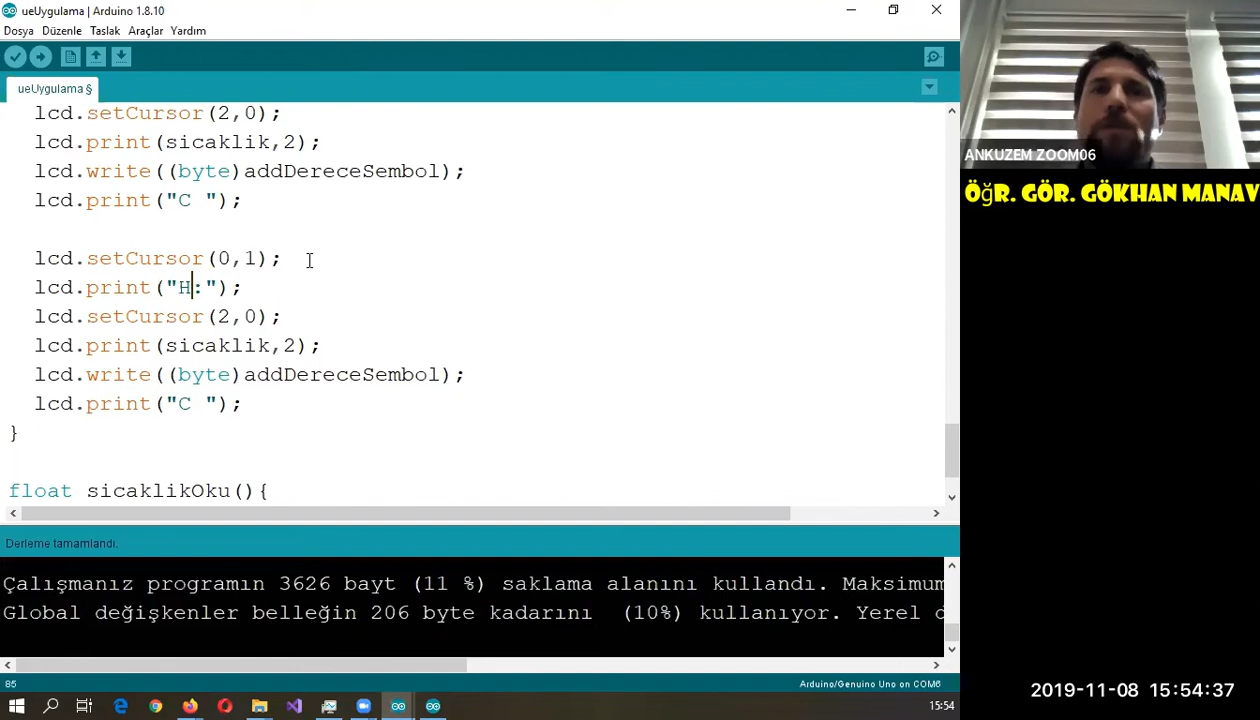 ueUygulama | Arduino 1.8.10
Dosya Düzenle Taslak Araçlar Yardım
ueUygulama §
lcd.setCursor(2,0);
lcd.print(sicaklik,2);
lcd.write((byte)addDereceSembol);
lcd.print("C ");
lcd.setCursor(0,1);
lcd.print("H:");
lcd.setCursor(2,0);
lcd.print(sicaklik,2);
lcd.write((byte)addDereceSembol);
lcd.print("C ");
}
float sicaklikOku(){
Derleme tamamlandı.
Çalışmanız programın 3626 bayt (11 %) saklama alanını kullandı. Maksimum
Global değişkenler belleğin 206 byte kadarını (10%) kullanıyor. Yerel d
85
Arduino/Genuino Uno on COM6
15:54
ANKUZEM ZOOM06
ÖğR. GÖR. GÖKHAN MANAV
2019-11-08 15:54:37